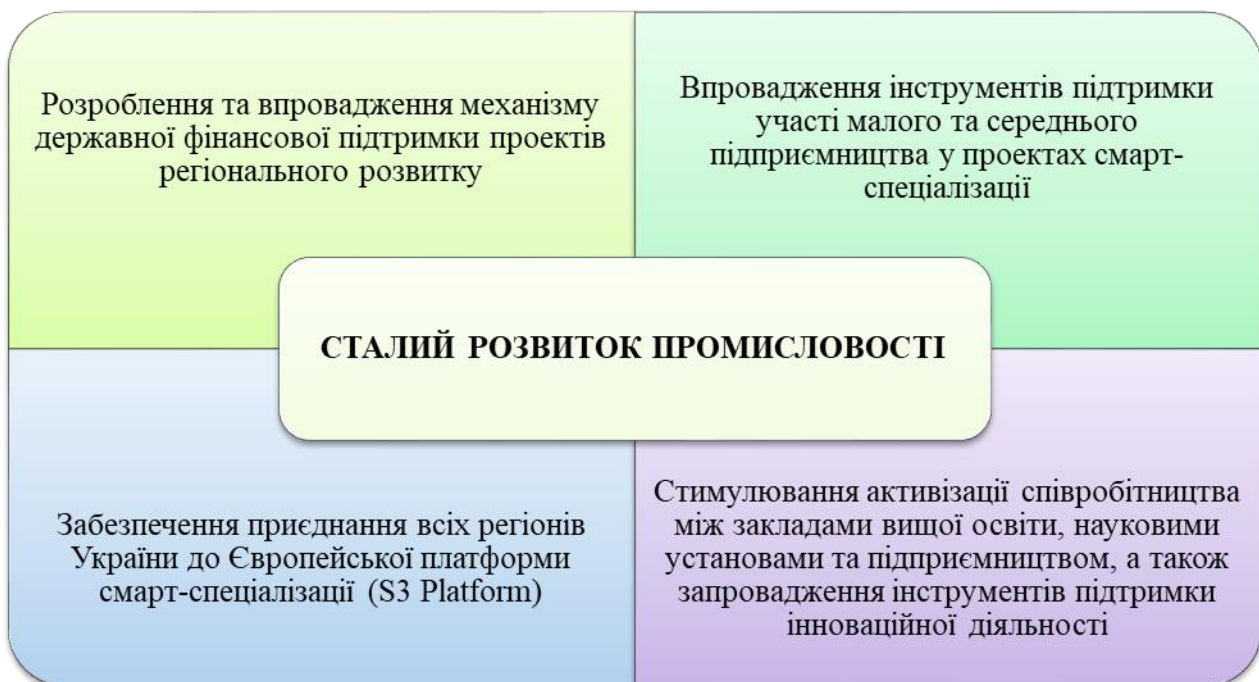 Розроблення та впровадження механізму
державної фінансової підтримки проектів
регіонального розвитку
Впровадження інструментів підтримки
участі малого та середнього
підприємництва у проектах смарт-
спеціалізації
СТАЛИЙ РОЗВИТОК ПРОМИСЛОВОСТІ
Забезпечення приєднання всіх регіонів
України до Європейської платформи
смарт-спеціалізації (S3 Platform)
Стимулювання активізації співробітництва
між закладами вищої освіти, науковими
установами та підприємництвом, а також
запровадження інструментів підтримки
інноваційної діяльності